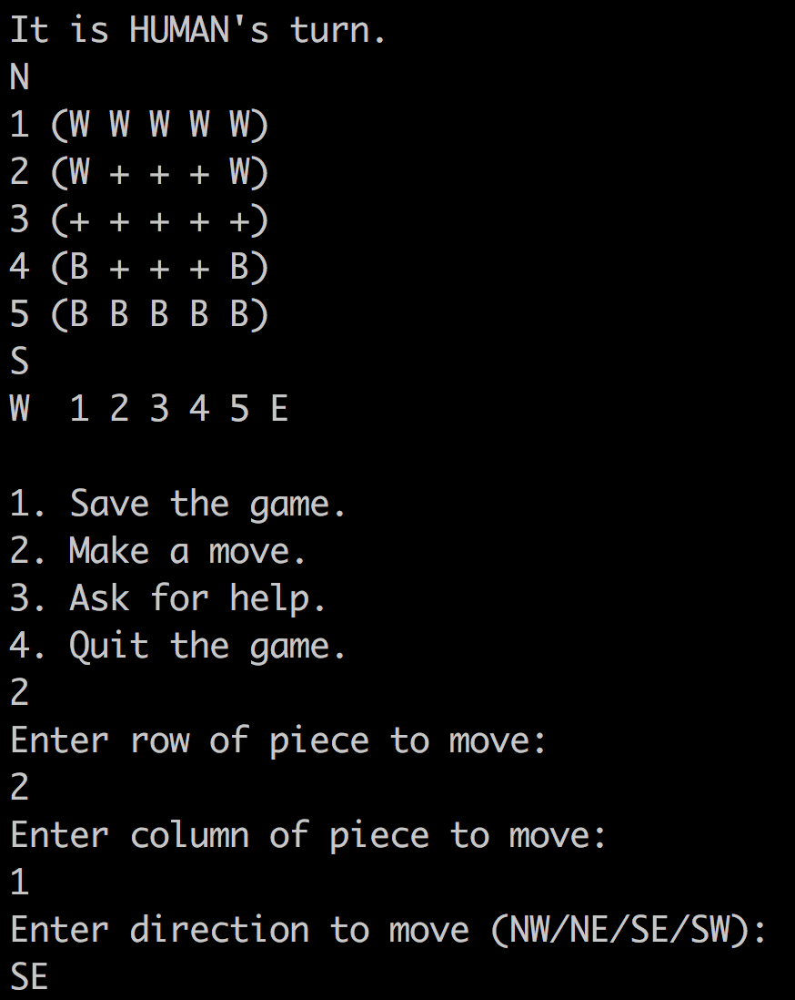 It is HUMAN's turn.
N
1 (W W W W W)
2 (W + + + W)
3 (+ + + + +)
4 (B + + + B)
5 (B B B B B)
S
W  1 2 3 4 5 E
1. Save the game.
2. Make a move.
3. Ask for help.
4. Quit the game.
2
Enter row of piece to move:
2
Enter column of piece to move:
1
Enter direction to move (NW/NE/SE/SW):
SE